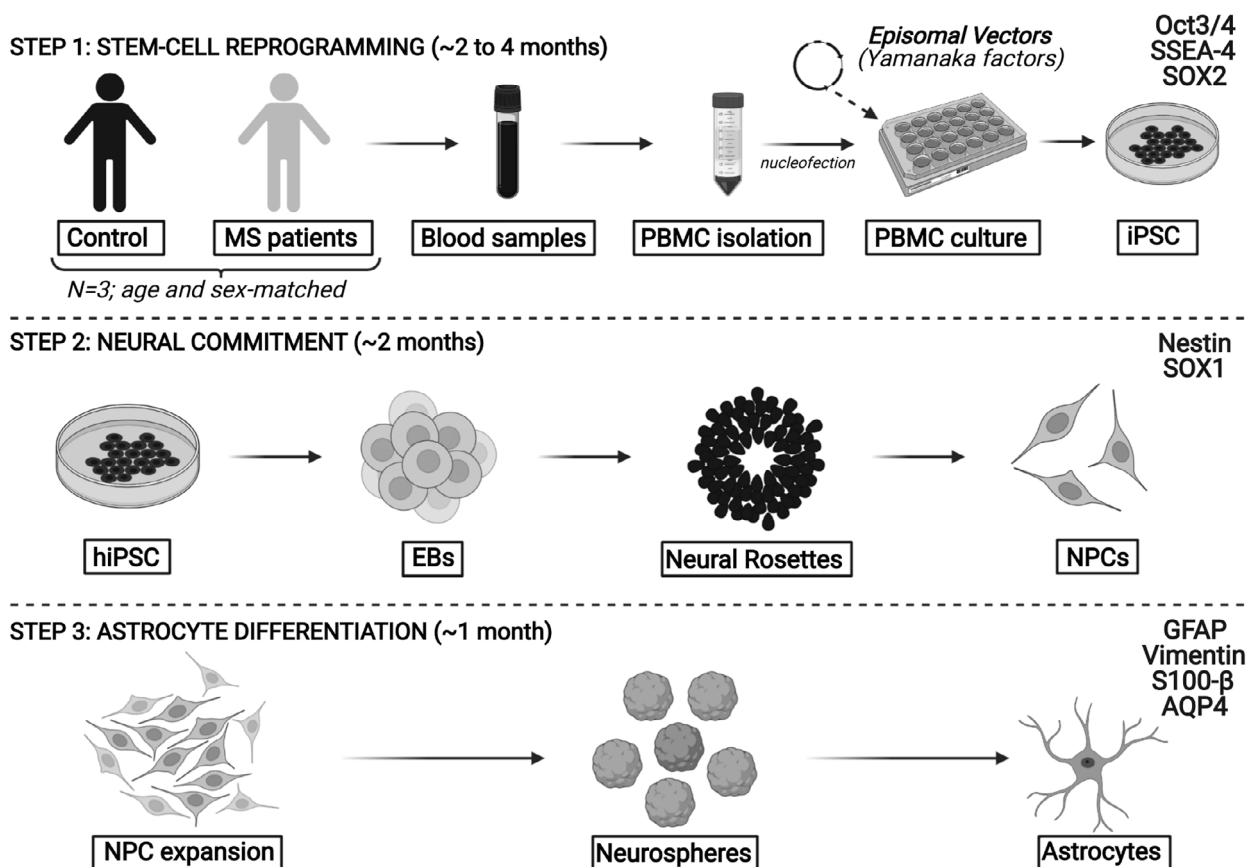 STEP 1: STEM-CELL REPROGRAMMING (~2 to 4 months)
Episomal Vectors
(Yamanaka factors)
Oct3/4
SSEA-4
SOX2
nucleofection
Control
MS patients
Blood samples
PBMC isolation
PBMC culture
iPSC
N=3; age and sex-matched
STEP 2: NEURAL COMMITMENT (~2 months)
Nestin
SOX1
hiPSC
EBs
Neural Rosettes
NPCs
STEP 3: ASTROCYTE DIFFERENTIATION (~1 month)
GFAP
Vimentin
S100-β
AQP4
NPC expansion
Neurospheres
Astrocytes